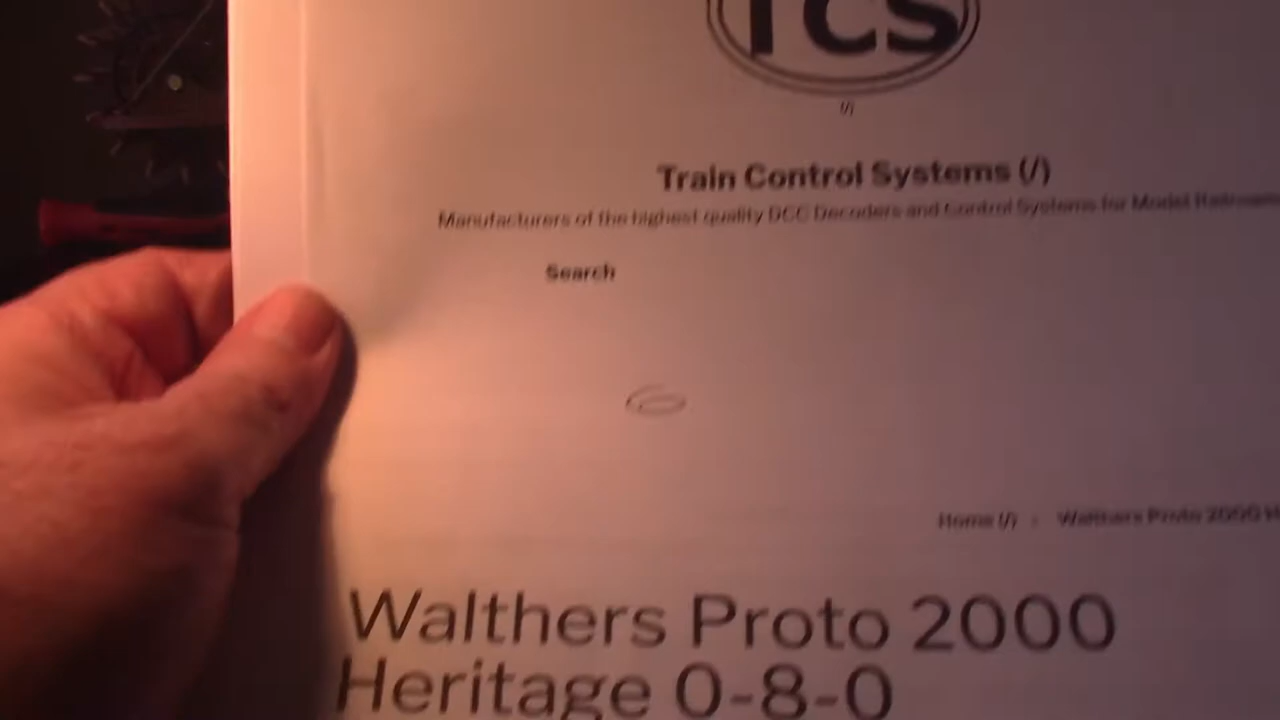 TCS
(/)
Train Control Systems (/)
Manufacturers of the highest quality DCC Decoders and Control Systems for Model Railroads
Search
Home (/) › Walthers Proto 2000 H
Walthers Proto 2000
Heritage 0-8-0